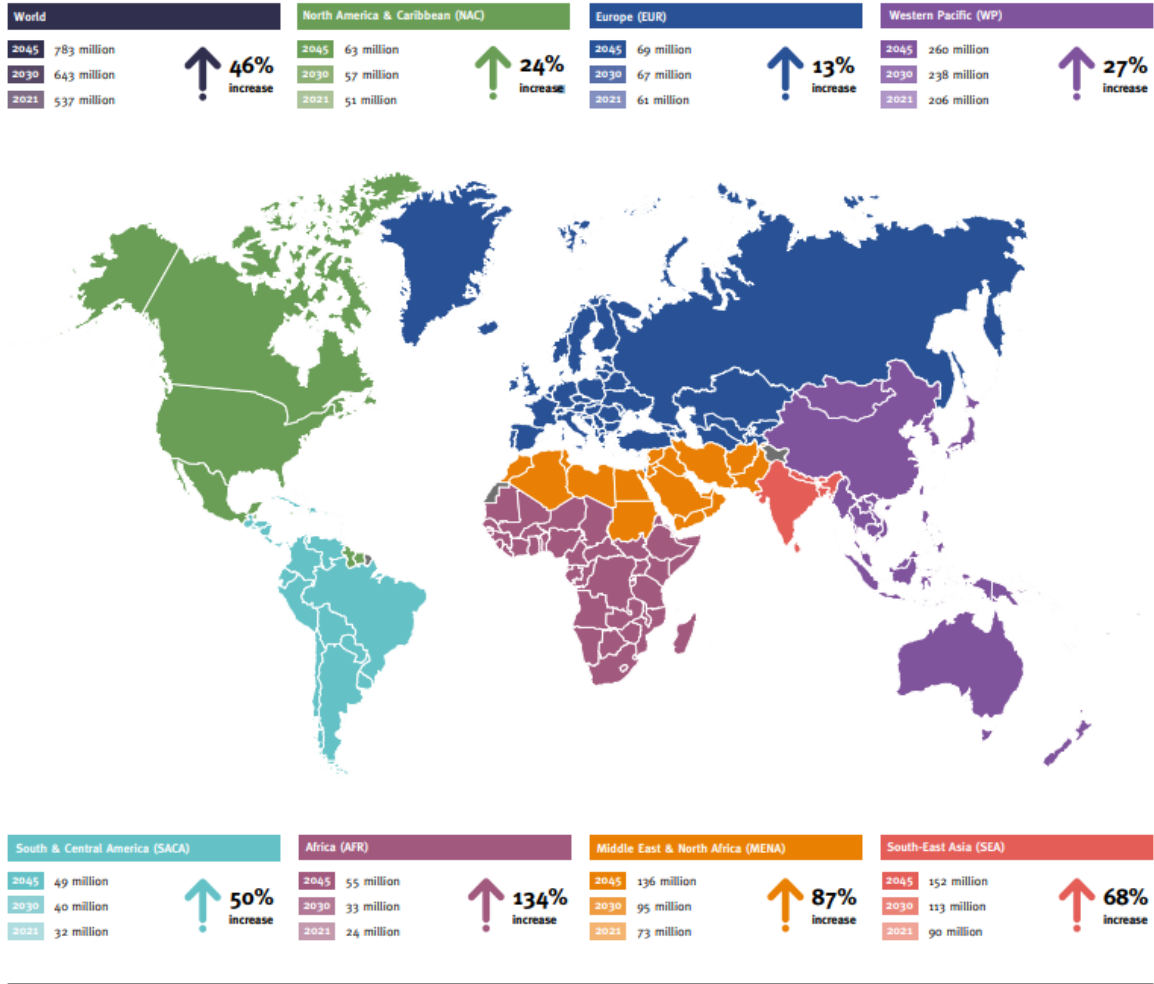 World
2045 783 million
2030 643 million
2021 537 million
46%
increase
North America & Caribbean (NAC)
2045 63 million
2030 57 million
2021 51 million
24%
increase
Europe (EUR)
2045 69 million
2030 67 million
2021 61 million
13%
increase
Western Pacific (WP)
2045 260 million
2030 238 million
2021 206 million
27%
increase
South & Central America (SACA)
2045 49 million
2030 40 million
2021 32 million
50%
increase
Africa (AFR)
2045 55 million
2030 33 million
2021 24 million
134%
increase
Middle East & North Africa (MENA)
2045 136 million
2030 95 million
2021 73 million
87%
increase
South-East Asia (SEA)
2045 152 million
2030 113 million
2021 90 million
68%
increase